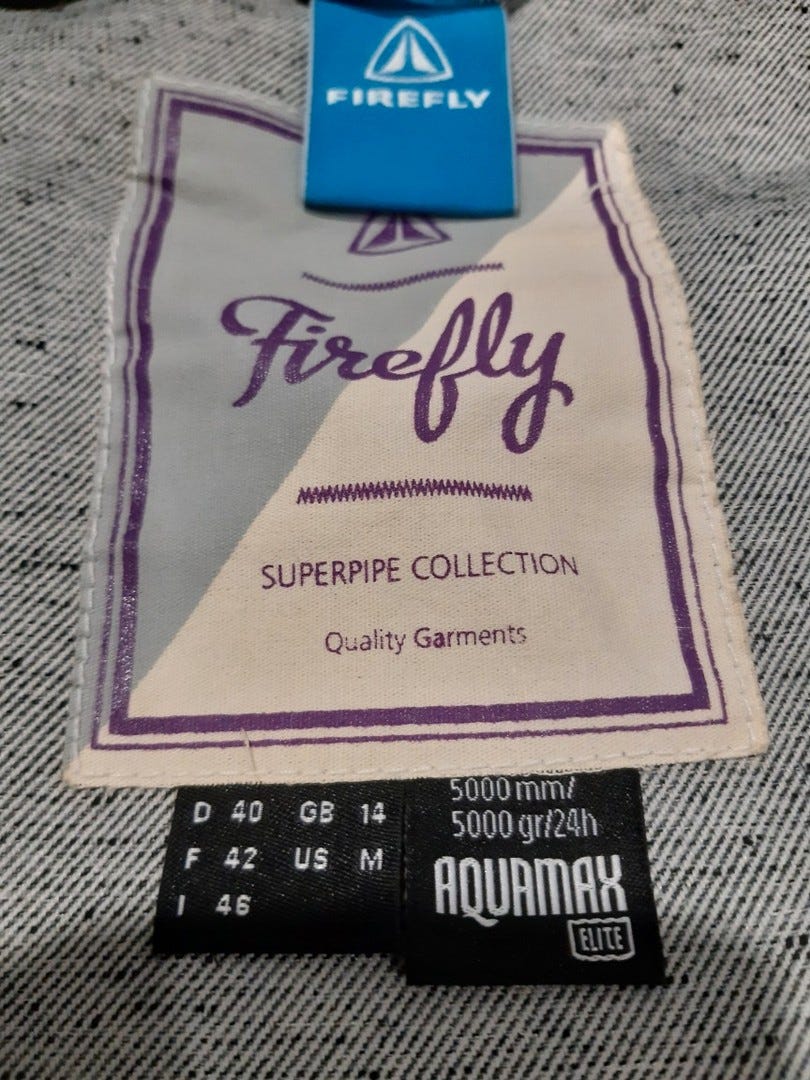 FIREFLY
Firefly
SUPERPIPE COLLECTION
Quality Garments
D 40 GB 14
F 42 US M
I 46
5000 mm/
5000 gr/24h
AQUAMAX
ELITE